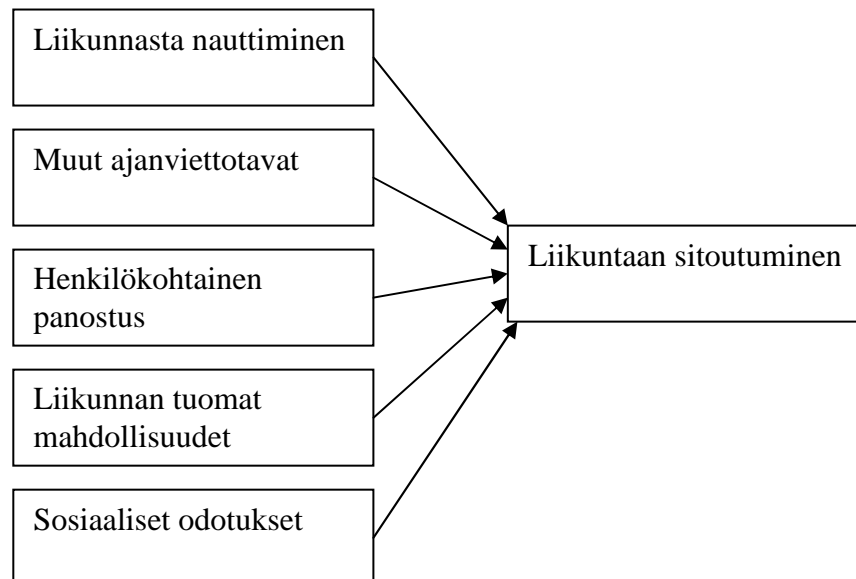 Liikunnasta nauttiminen
Muut ajanviettotavat
Henkilökohtainen
panostus
Liikuntaan sitoutuminen
Liikunnan tuomat
mahdollisuudet
Sosiaaliset odotukset